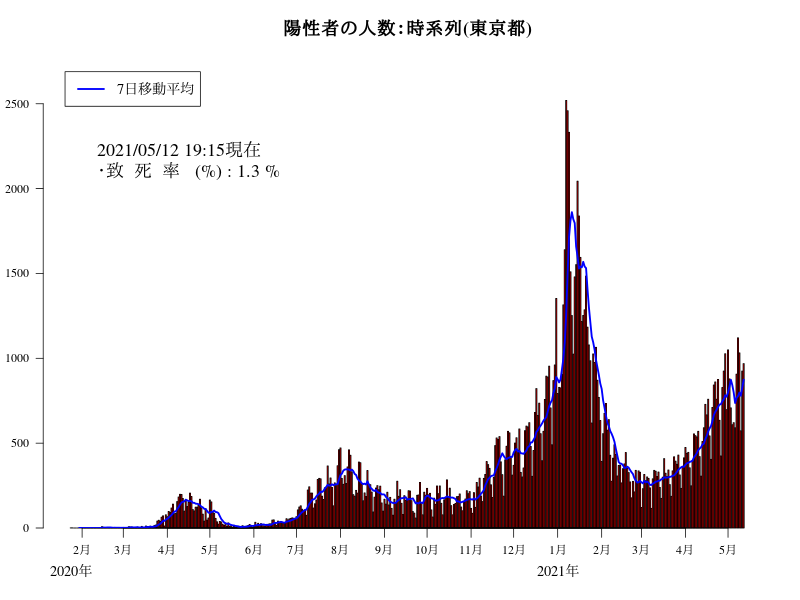 陽性者の人数:時系列(東京都)
7日移動平均
2021/05/12 19:15現在
・致 死 率 (%) : 1.3 %
2500
2000
1500
1000
500
0
2月 3月 4月 5月 6月 7月 8月 9月 10月 11月 12月 1月 2月 3月 4月 5月
2020年 2021年